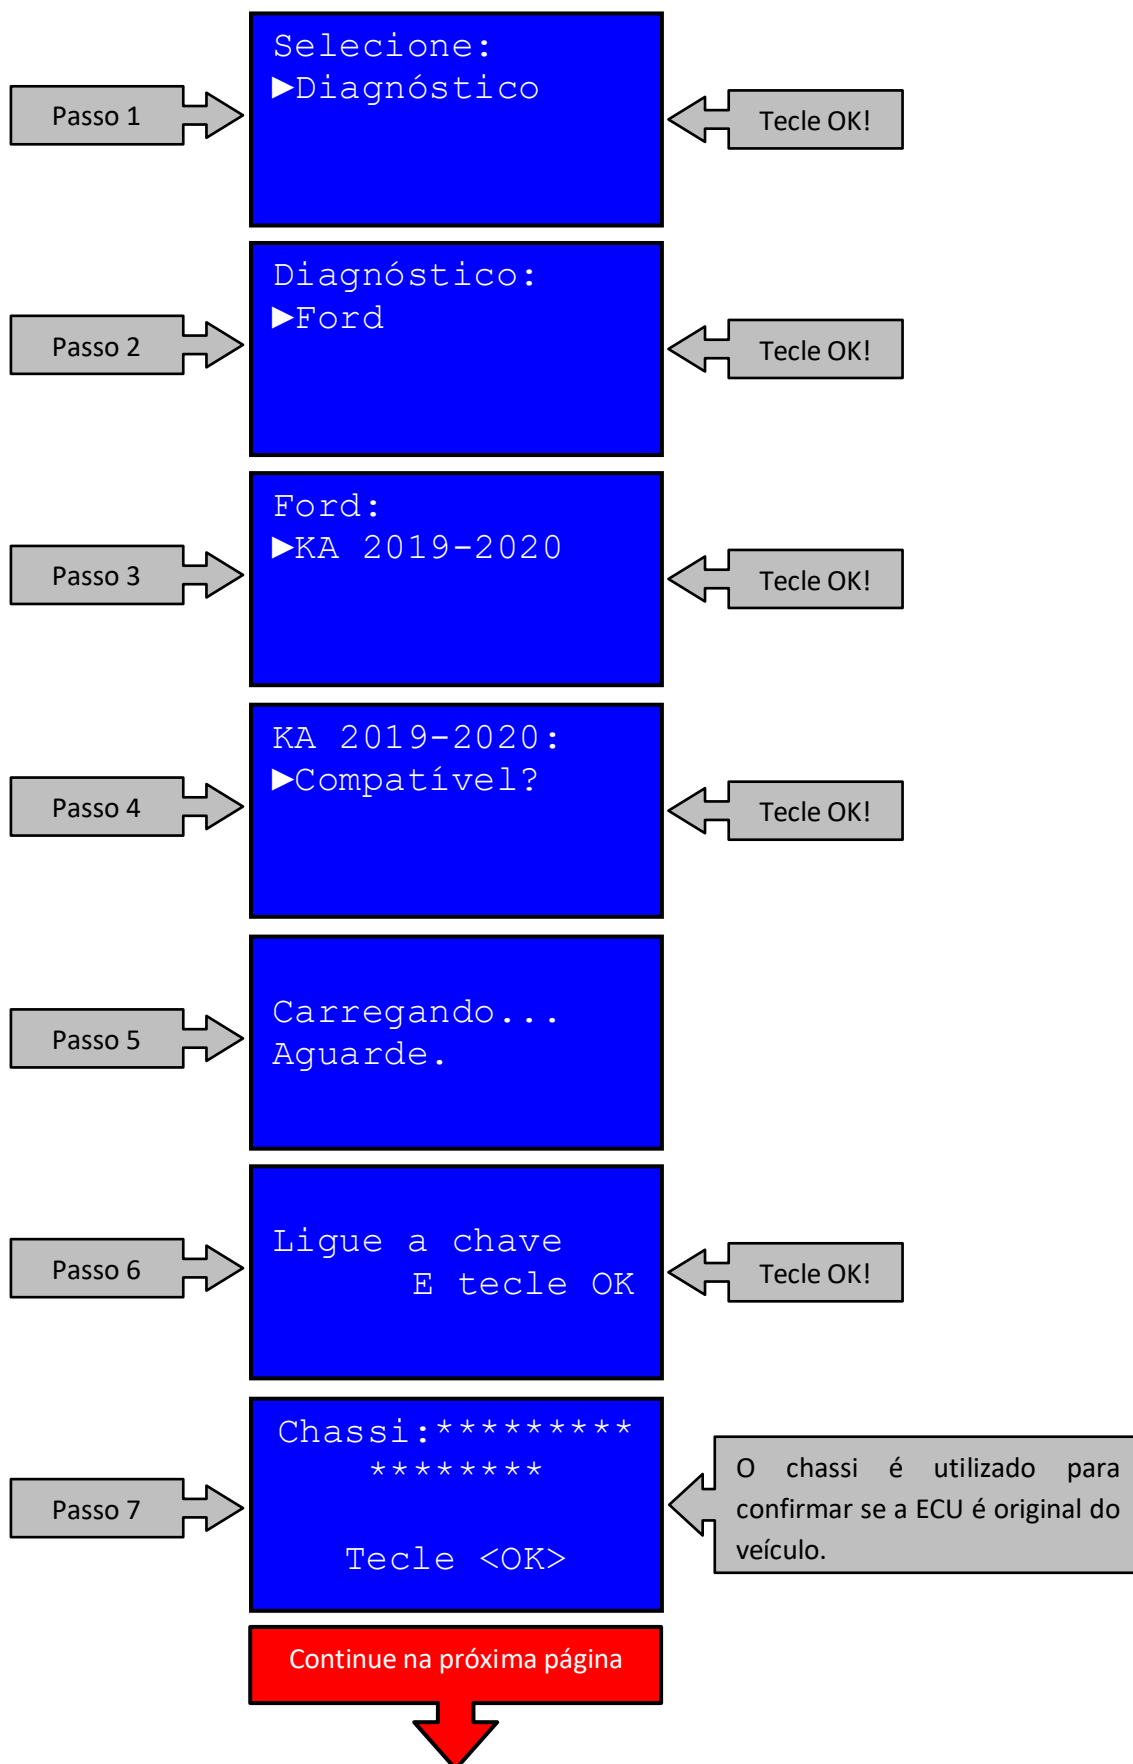 Selecione:
►Diagnóstico
Passo 1
Tecle OK!
Diagnóstico:
►Ford
Passo 2
Tecle OK!
Ford:
►KA 2019-2020
Passo 3
Tecle OK!
KA 2019-2020:
►Compatível?
Passo 4
Tecle OK!
Carregando...
Aguarde.
Passo 5
Ligue a chave
E tecle OK
Passo 6
Tecle OK!
Chassi:*********
********
Tecle <OK>
Passo 7
O chassi é utilizado para
confirmar se a ECU é original do
veículo.
Continue na próxima página